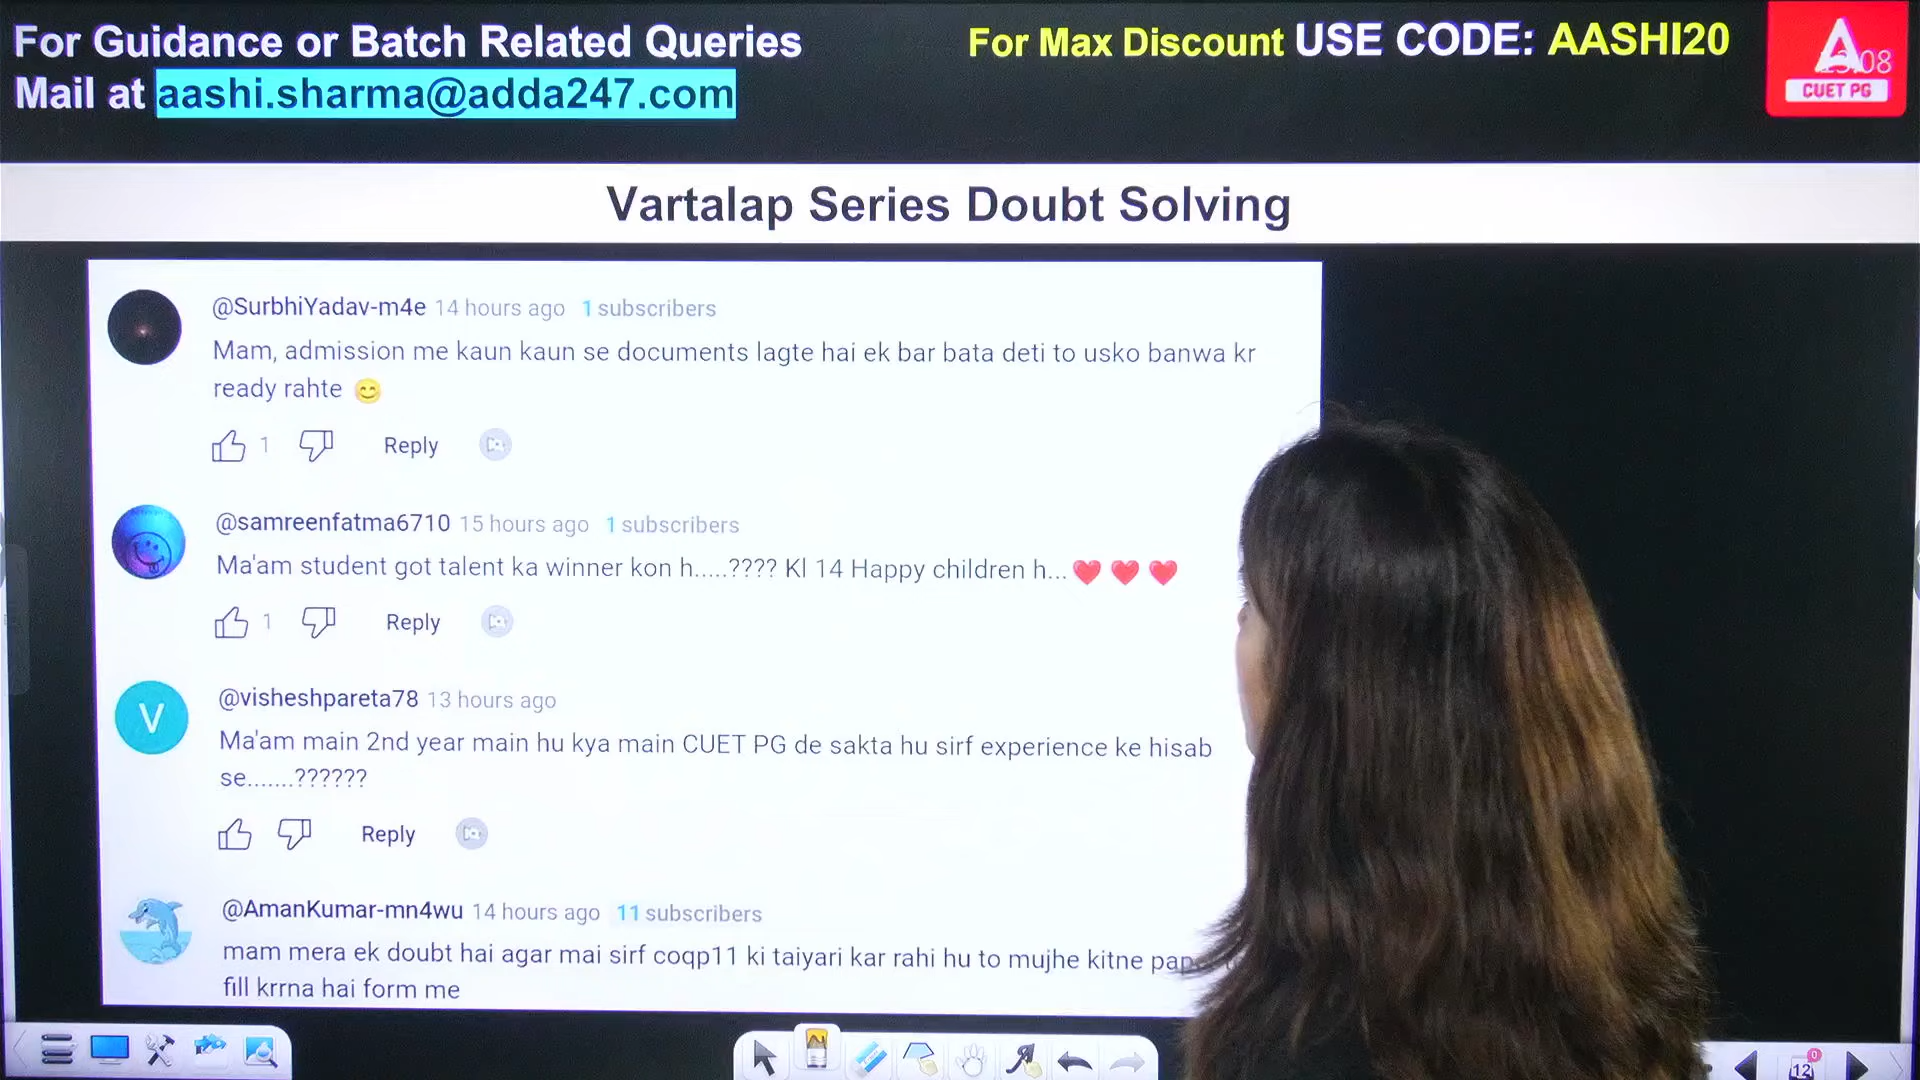 For Guidance or Batch Related Queries
Mail at aashi.sharma@adda247.com
For Max Discount USE CODE: AASHI20
CUET PG
Vartalap Series Doubt Solving
@SurbhiYadav-m4e 14 hours ago 1 subscribers
Mam, admission me kaun kaun se documents lagte hai ek bar bata deti to usko banwa kr
ready rahte 😊
1 Reply
@samreenfatma6710 15 hours ago 1 subscribers
Ma'am student got talent ka winner kon h.....???? Kl 14 Happy children h... ❤️ ❤️ ❤️
1 Reply
V
@visheshpareta78 13 hours ago
Ma'am main 2nd year main hu kya main CUET PG de sakta hu sirf experience ke hisab
se.......??????
Reply
@AmanKumar-mn4wu 14 hours ago 11 subscribers
mam mera ek doubt hai agar mai sirf coqp11 ki taiyari kar rahi hu to mujhe kitne
fill krrna hai form me
0
12